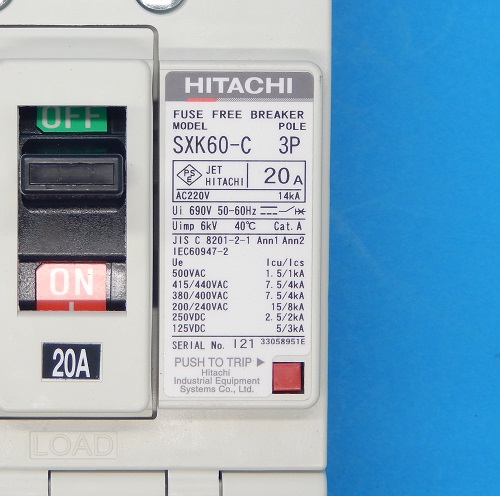 OFF
ON
20A
LOAD
HITACHI
FUSE FREE BREAKER
MODEL POLE
SXK60-C 3P
PS E JET HITACHI 20A
AC220V 14kA
Ui 690V 50-60Hz
Uimp 6kV 40℃ Cat. A
JIS C 8201-2-1 Ann1 Ann2
IEC60947-2
Ue Icu/Ics
500VAC 1.5/1kA
415/440VAC 7.5/4kA
380/400VAC 7.5/4kA
200/240VAC 15/8kA
250VDC 2.5/2kA
125VDC 5/3kA
SERIAL No. I21 33058951E
PUSH TO TRIP ▶
Hitachi
Industrial Equipment
Systems Co., Ltd.